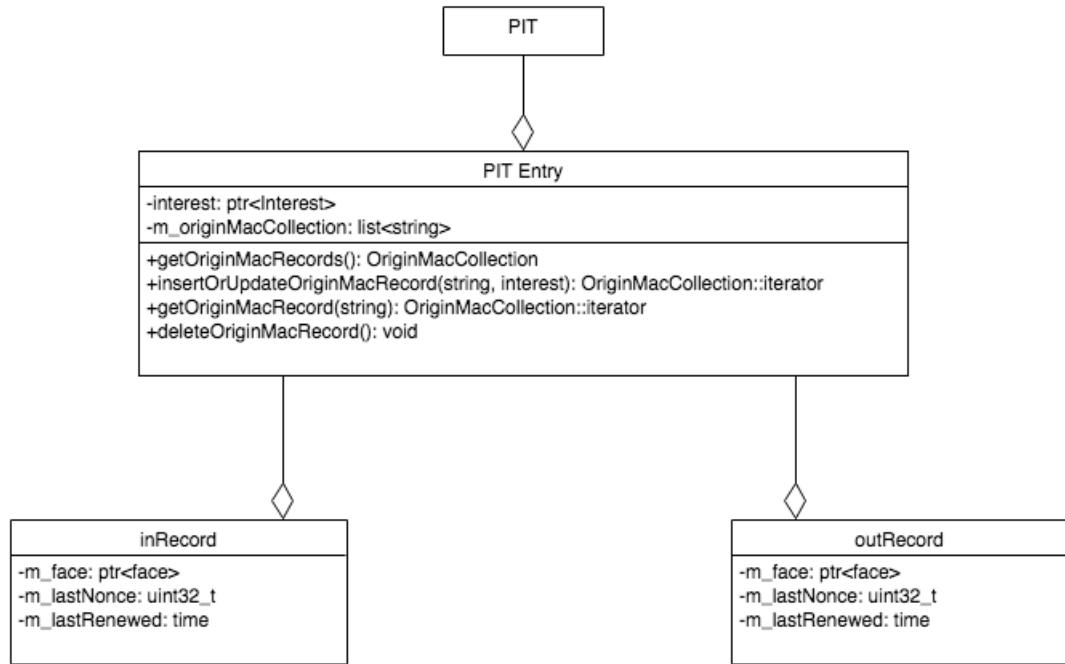 PIT
PIT Entry
-interest: ptr<Interest>
-m_originMacCollection: list<string>
+getOriginMacRecords(): OriginMacCollection
+insertOrUpdateOriginMacRecord(string, interest): OriginMacCollection::iterator
+getOriginMacRecord(string): OriginMacCollection::iterator
+deleteOriginMacRecord(): void
inRecord
-m_face: ptr<face>
-m_lastNonce: uint32_t
-m_lastRenewed: time
outRecord
-m_face: ptr<face>
-m_lastNonce: uint32_t
-m_lastRenewed: time